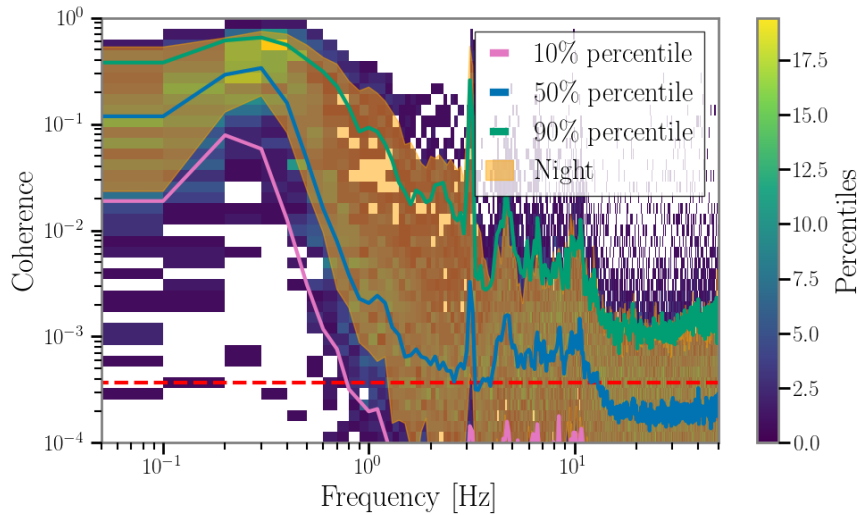 10% percentile
50% percentile
90% percentile
Night
Coherence
10⁰
10⁻¹
10⁻²
10⁻³
10⁻⁴
10⁻¹
10⁰
10¹
Frequency [Hz]
17.5
15.0
12.5
10.0
7.5
5.0
2.5
0.0
Percentiles